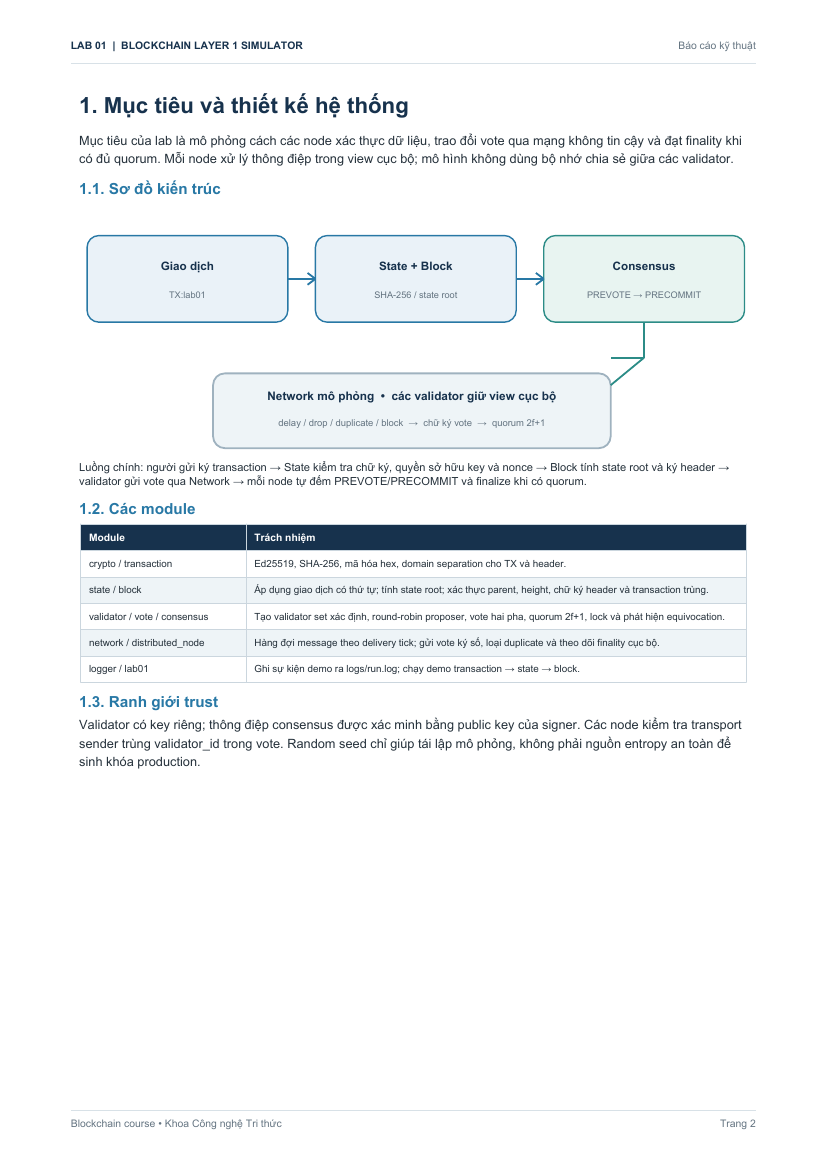 LAB 01 | BLOCKCHAIN LAYER 1 SIMULATOR
Báo cáo kỹ thuật
1. Mục tiêu và thiết kế hệ thống
Mục tiêu của lab là mô phỏng cách các node xác thực dữ liệu, trao đổi vote qua mạng không tin cậy và đạt finality khi
có đủ quorum. Mỗi node xử lý thông điệp trong view cục bộ; mô hình không dùng bộ nhớ chia sẻ giữa các validator.
1.1. Sơ đồ kiến trúc
Giao dịch
TX:lab01
State + Block
SHA-256 / state root
Consensus
PREVOTE → PRECOMMIT
Network mô phỏng • các validator giữ view cục bộ
delay / drop / duplicate / block → chữ ký vote → quorum 2f+1
Luồng chính: người gửi ký transaction → State kiểm tra chữ ký, quyền sở hữu key và nonce → Block tính state root và ký header →
validator gửi vote qua Network → mỗi node tự đếm PREVOTE/PRECOMMIT và finalize khi có quorum.
1.2. Các module
Module
Trách nhiệm
crypto / transaction
Ed25519, SHA-256, mã hóa hex, domain separation cho TX và header.
state / block
Áp dụng giao dịch có thứ tự; tính state root; xác thực parent, height, chữ ký header và transaction trùng.
validator / vote / consensus
Tạo validator set xác định, round-robin proposer, vote hai pha, quorum 2f+1, lock và phát hiện equivocation.
network / distributed_node
Hàng đợi message theo delivery tick; gửi vote ký số, loại duplicate và theo dõi finality cục bộ.
logger / lab01
Ghi sự kiện demo ra logs/run.log; chạy demo transaction → state → block.
1.3. Ranh giới trust
Validator có key riêng; thông điệp consensus được xác minh bằng public key của signer. Các node kiểm tra transport
sender trùng validator_id trong vote. Random seed chỉ giúp tái lập mô phỏng, không phải nguồn entropy an toàn để
sinh khóa production.
Blockchain course • Khoa Công nghệ Tri thức
Trang 2